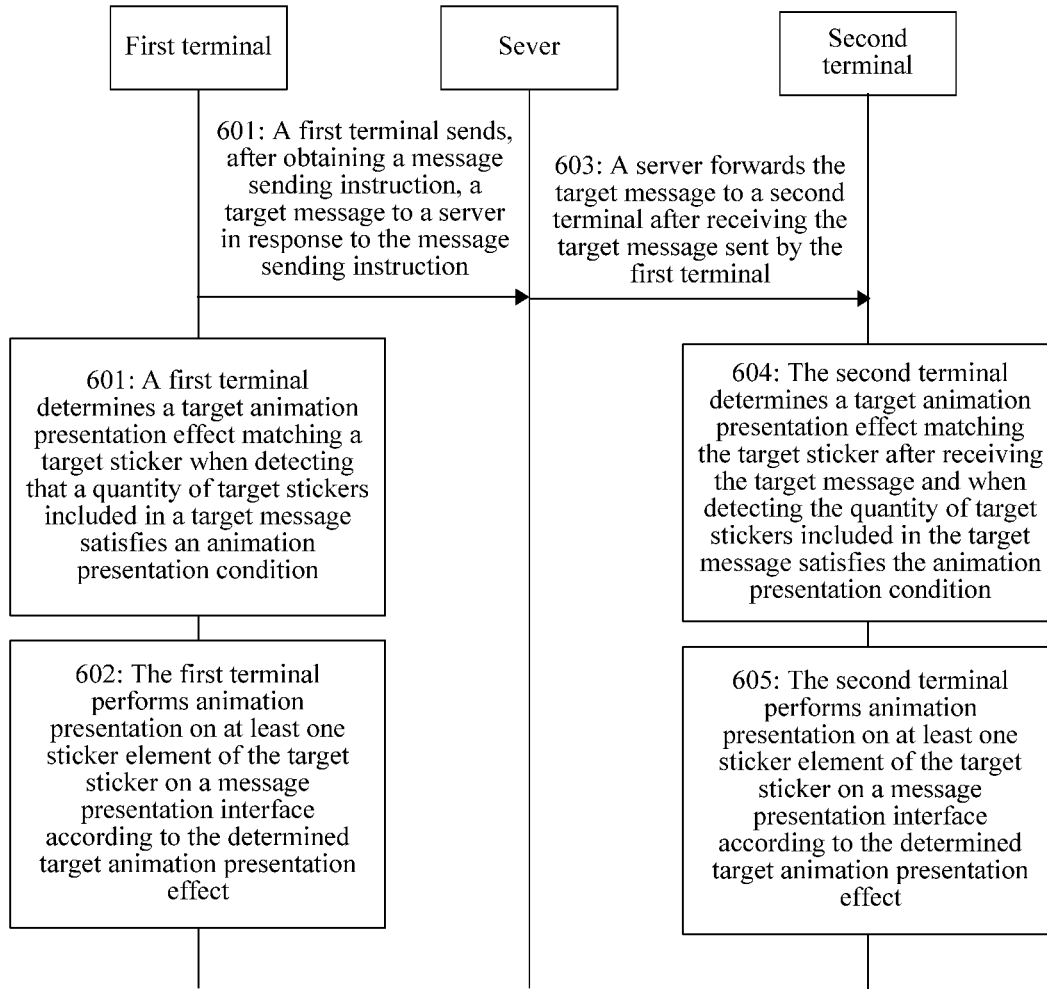 First terminal
Sever
Second
terminal
601: A first terminal sends,
after obtaining a message
sending instruction, a
target message to a server
in response to the message
sending instruction
603: A server forwards the
target message to a second
terminal after receiving the
target message sent by the
first terminal
601: A first terminal
determines a target animation
presentation effect matching a
target sticker when detecting
that a quantity of target stickers
included in a target message
satisfies an animation
presentation condition
604: The second terminal
determines a target animation
presentation effect matching
the target sticker after receiving
the target message and when
detecting the quantity of target
stickers included in the target
message satisfies the animation
presentation condition
602: The first terminal
performs animation
presentation on at least one
sticker element of the target
sticker on a message
presentation interface
according to the determined
target animation presentation
effect
605: The second terminal
performs animation
presentation on at least one
sticker element of the target
sticker on a message
presentation interface
according to the determined
target animation presentation
effect